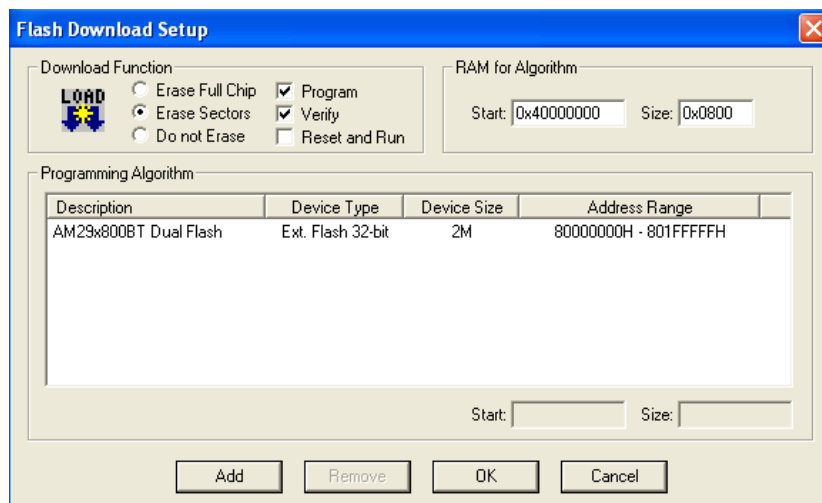 Flash Download Setup
Download Function
LOAD
Erase Full Chip
Erase Sectors
Do not Erase
Program
Verify
Reset and Run
RAM for Algorithm
Start: 0x40000000 Size: 0x0800
Programming Algorithm
Description Device Type Device Size Address Range
AM29x800BT Dual Flash Ext. Flash 32-bit 2M 80000000H - 801FFFFFH
Start: Size:
Add Remove OK Cancel